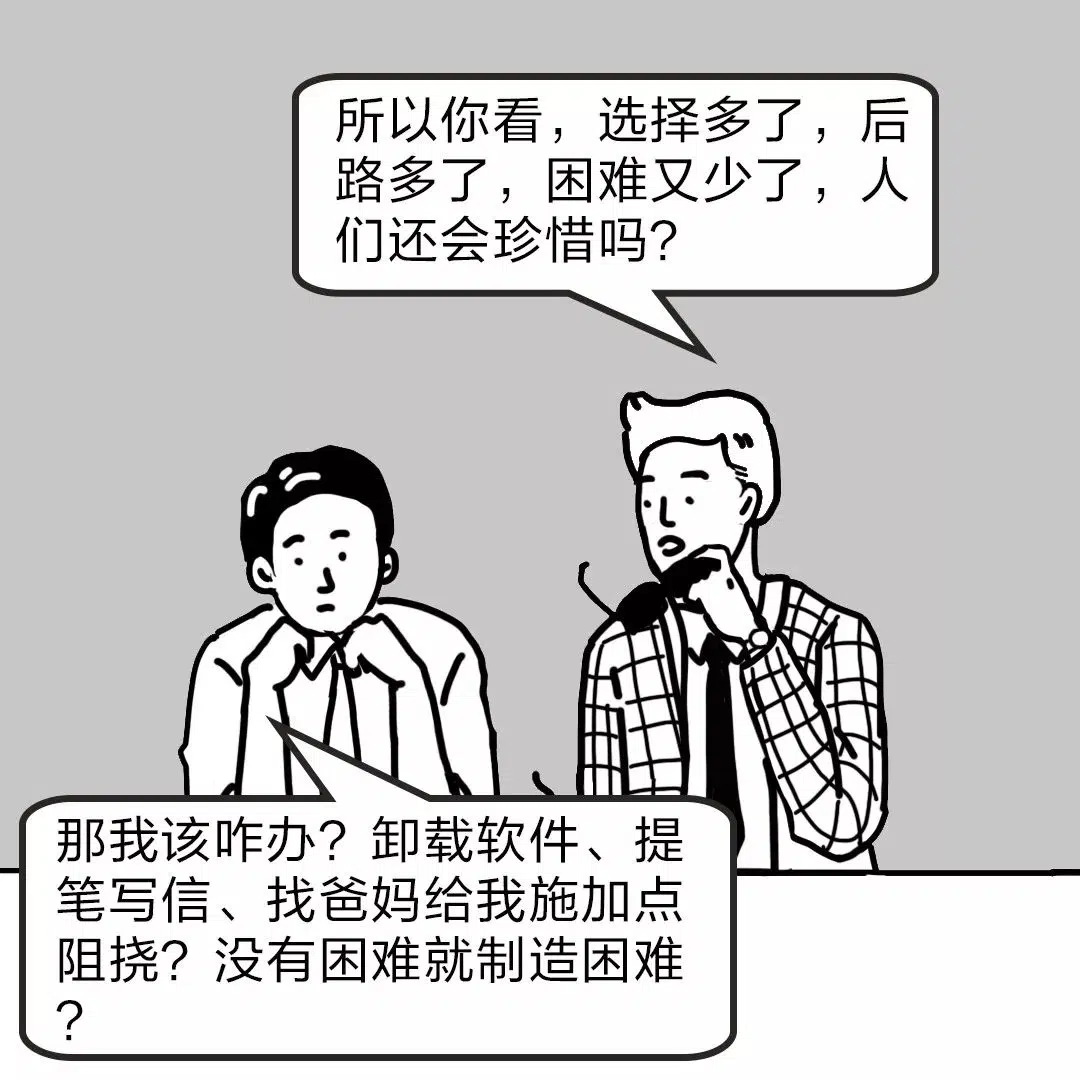 所以你看，选择多了，后
路多了，困难又少了，人
们还会珍惜吗？
那我该咋办？卸载软件、提
笔写信、找爸妈给我施加点
阻挠？没有困难就制造困难
？